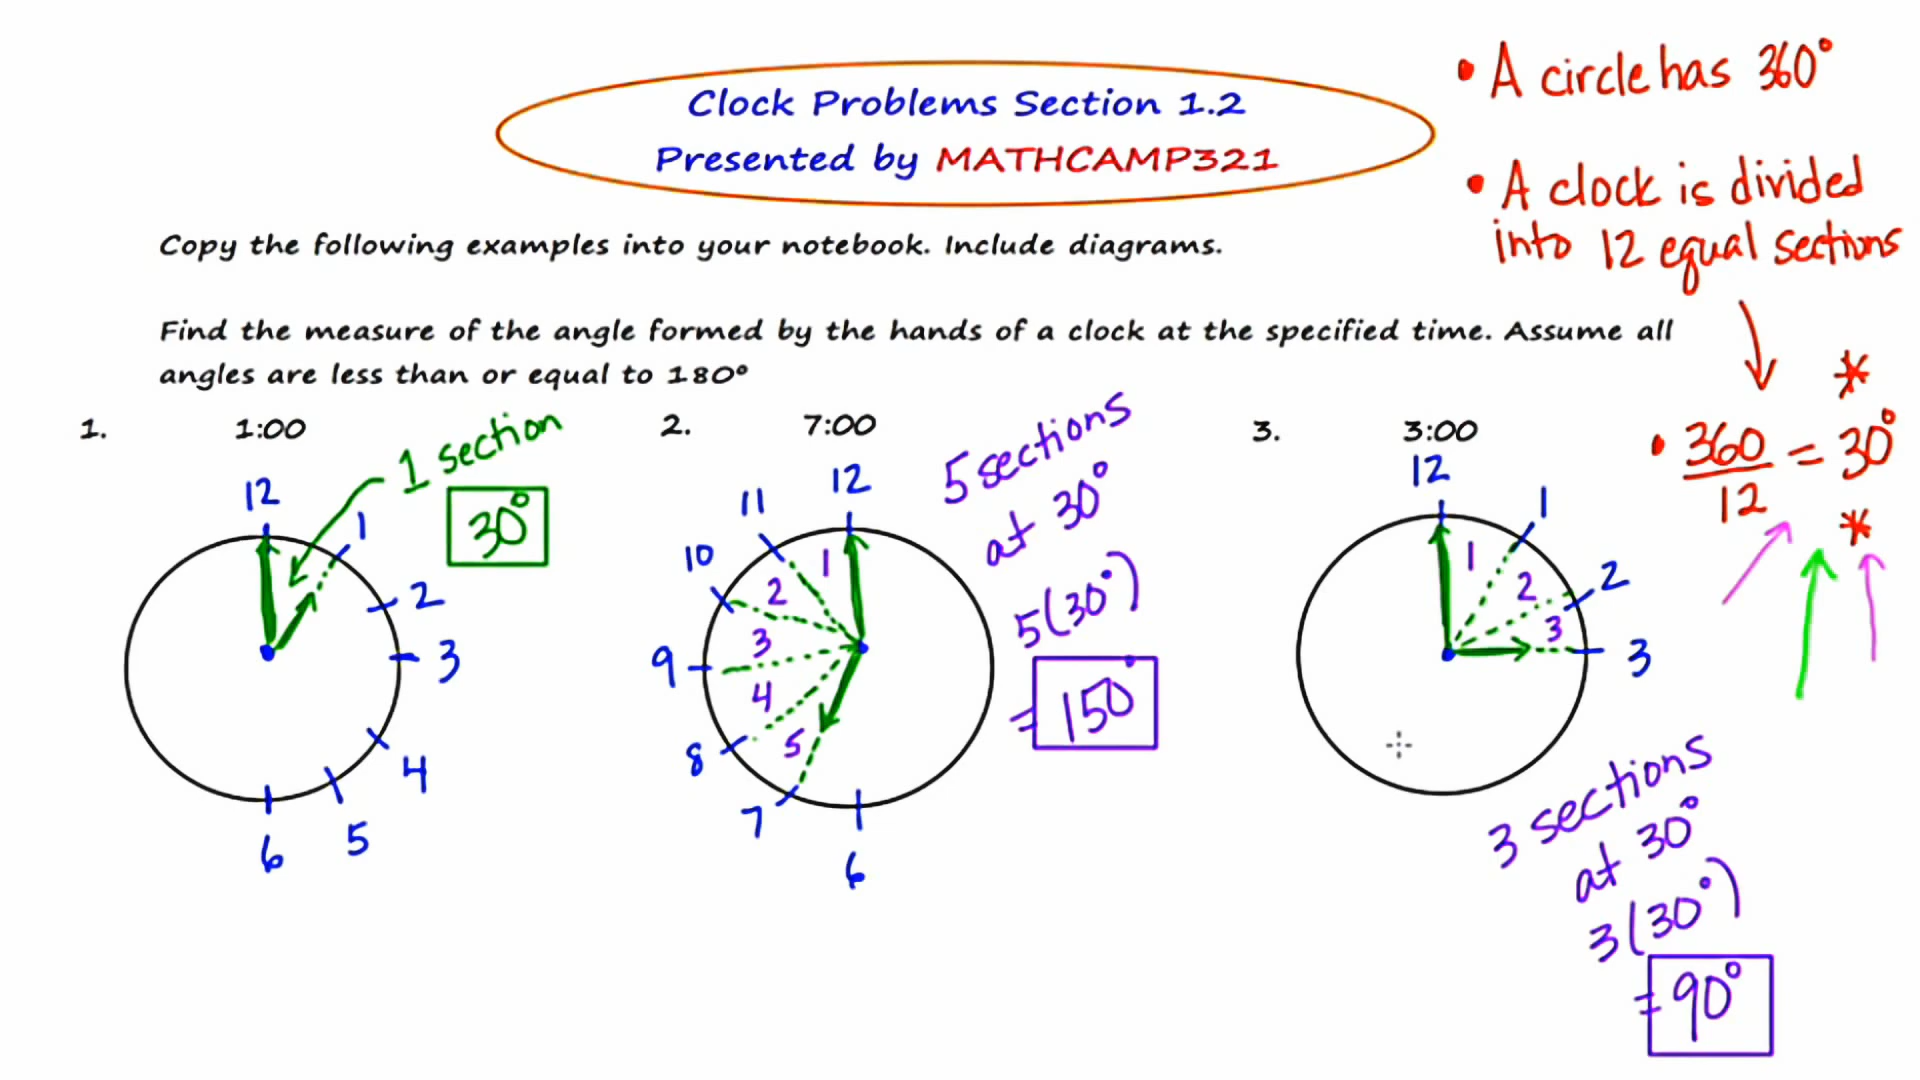 Clock Problems Section 1.2
Presented by MATHCAMP321
• A circle has 360°
• A clock is divided
into 12 equal sections
• 360/12 = 30°
*
*
Copy the following examples into your notebook. Include diagrams.
Find the measure of the angle formed by the hands of a clock at the specified time. Assume all
angles are less than or equal to 180°
1. 1:00
1 section
30°
12
1
2
3
4
5
6
2. 7:00
5 sections
at 30°
5(30°)
= 150°
12
11
10
9
8
7
6
1
2
3
4
5
3. 3:00
12
1
2
3
1
2
3
3 sections
at 30°
3(30°)
= 90°